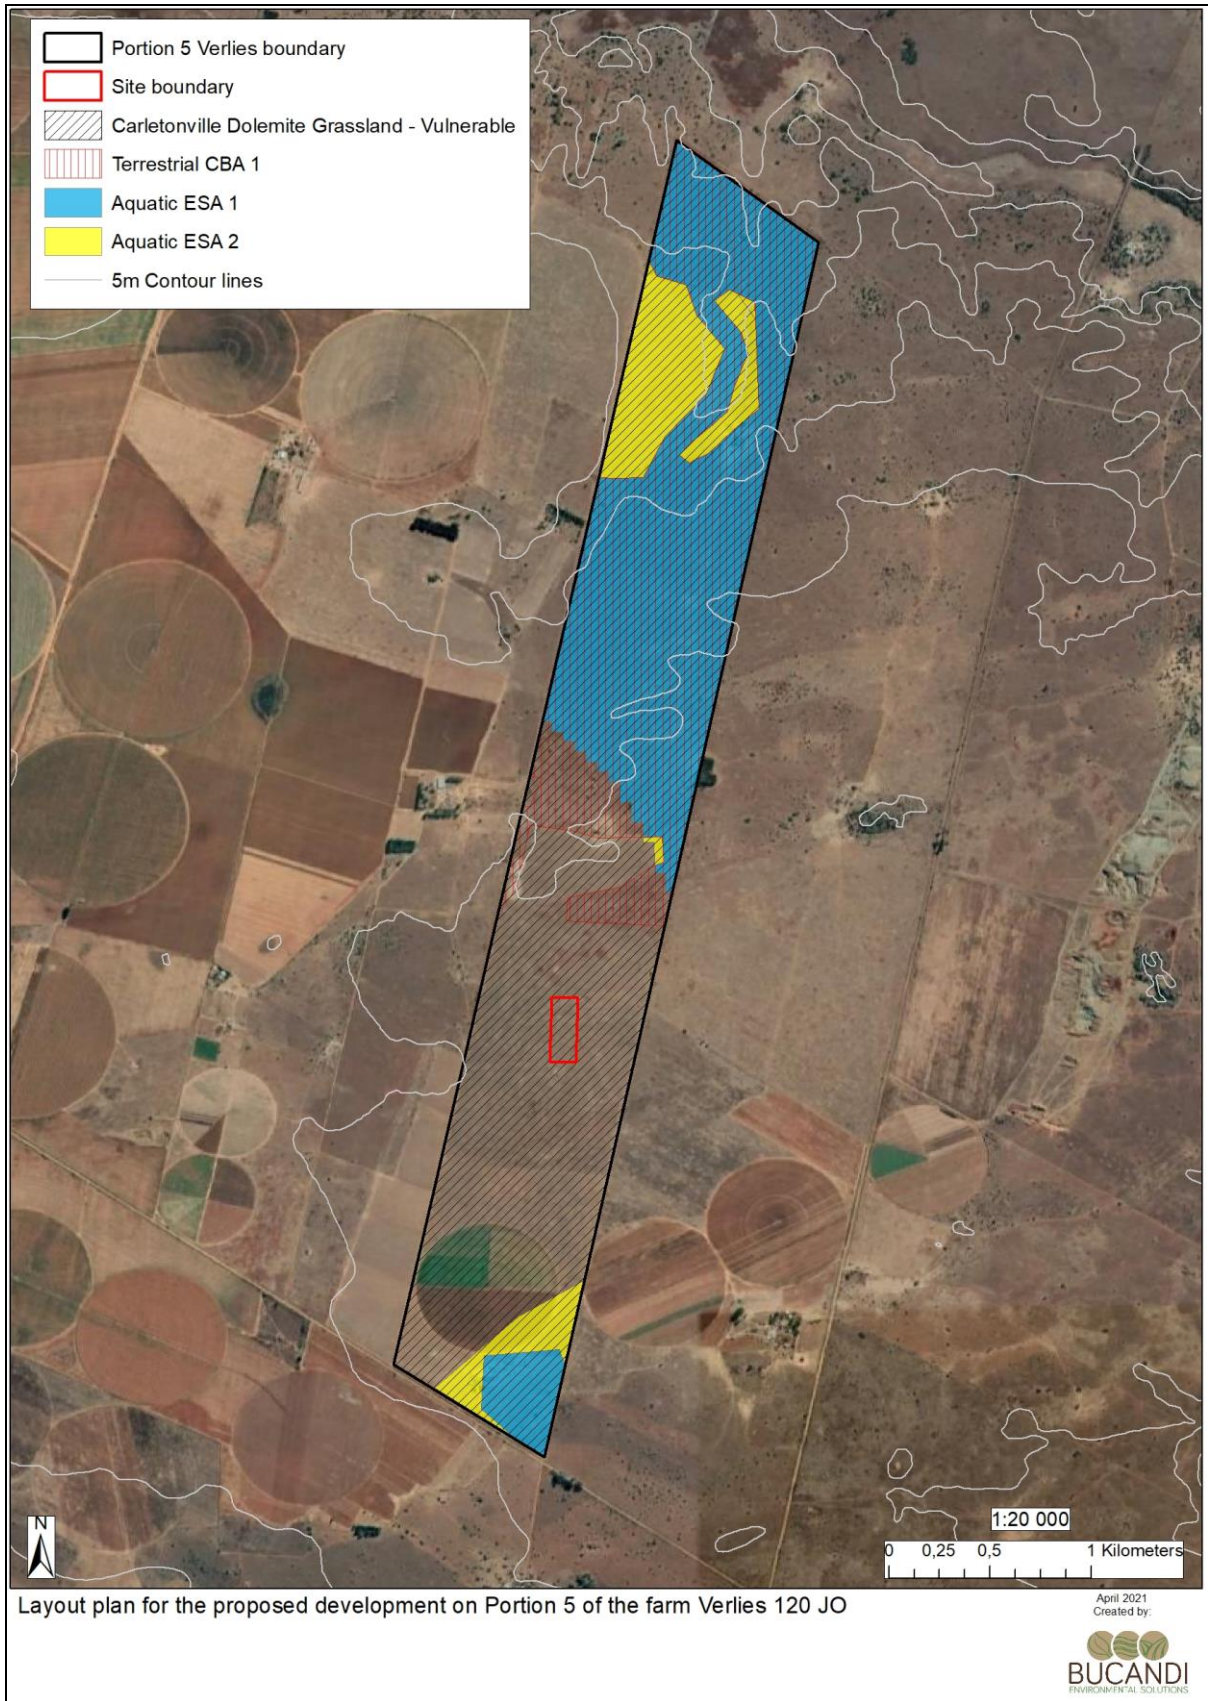 Portion 5 Verlies boundary
Site boundary
Carletonville Dolemite Grassland - Vulnerable
Terrestrial CBA 1
Aquatic ESA 1
Aquatic ESA 2
5m Contour lines
N
1:20 000
0 0,25 0,5 1 Kilometers
Layout plan for the proposed development on Portion 5 of the farm Verlies 120 JO
April 2021
Created by:
BUCANDI
ENVIRONMENTAL SOLUTIONS